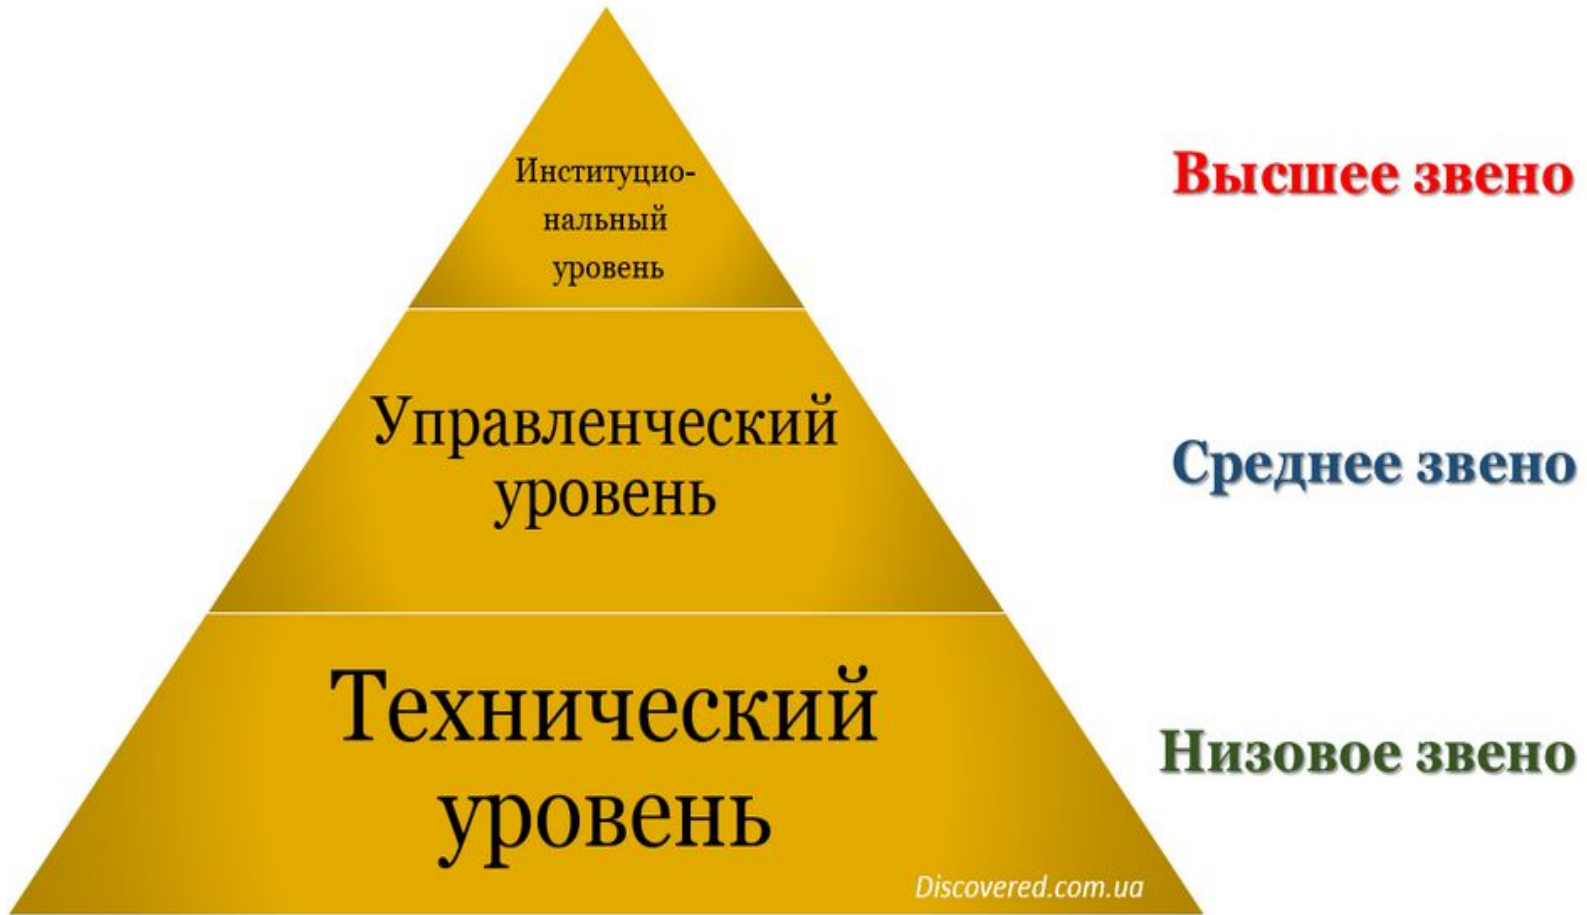 Институцио-
нальный
уровень
Высшее звено
Управленческий
уровень
Среднее звено
Технический
уровень
Низовое звено
Discovered.com.ua